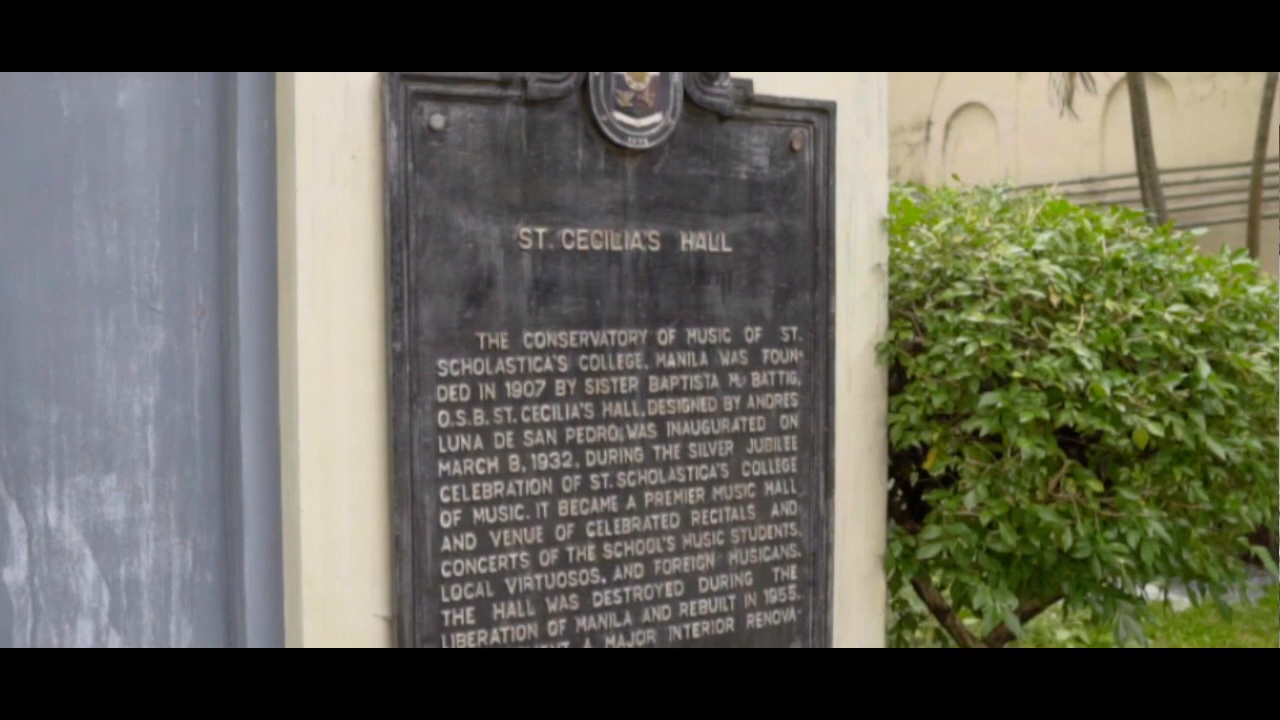 ST. CECILIA'S HALL
THE CONSERVATORY OF MUSIC OF ST.
SCHOLASTICA'S COLLEGE, MANILA WAS FOUN-
DED IN 1907 BY SISTER BAPTISTA M. BATTIG,
O.S.B. ST. CECILIA'S HALL, DESIGNED BY ANDRES
LUNA DE SAN PEDRO, WAS INAUGURATED ON
MARCH 8, 1932, DURING THE SILVER JUBILEE
CELEBRATION OF ST. SCHOLASTICA'S COLLEGE
OF MUSIC. IT BECAME A PREMIER MUSIC HALL
AND VENUE OF CELEBRATED RECITALS AND
CONCERTS OF THE SCHOOL'S MUSIC STUDENTS,
LOCAL VIRTUOSOS, AND FOREIGN MUSICANS.
THE HALL WAS DESTROYED DURING THE
LIBERATION OF MANILA AND REBUILT IN 1955.
A MAJOR INTERIOR RENOVA-